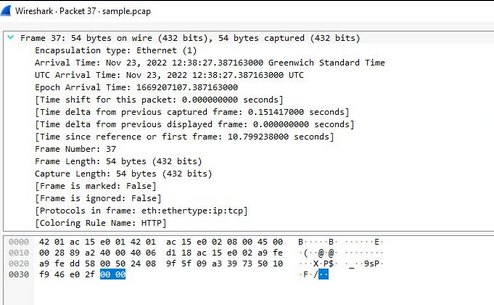 Wireshark · Packet 37 · sample.pcap
Frame 37: 54 bytes on wire (432 bits), 54 bytes captured (432 bits)
Encapsulation type: Ethernet (1)
Arrival Time: Nov 23, 2022 12:38:27.387163000 Greenwich Standard Time
UTC Arrival Time: Nov 23, 2022 12:38:27.387163000 UTC
Epoch Arrival Time: 1669207107.387163000
[Time shift for this packet: 0.000000000 seconds]
[Time delta from previous captured frame: 0.151417000 seconds]
[Time delta from previous displayed frame: 0.000000000 seconds]
[Time since reference or first frame: 10.799238000 seconds]
Frame Number: 37
Frame Length: 54 bytes (432 bits)
Capture Length: 54 bytes (432 bits)
[Frame is marked: False]
[Frame is ignored: False]
[Protocols in frame: eth:ethertype:ip:tcp]
[Coloring Rule Name: HTTP]
0000 42 01 ac 15 e0 01 42 01 ac 15 e0 02 08 00 45 00 B·····B· ······E·
0010 00 28 89 a2 40 00 40 06 d1 18 ac 15 e0 02 a9 fe ·(··@·@· ········
0020 a9 fe dd 58 00 50 24 08 9f 5f 09 a3 39 73 50 10 ···X·P$· ·_··9sP·
0030 f9 46 e0 2f 00 00 ·F·/··